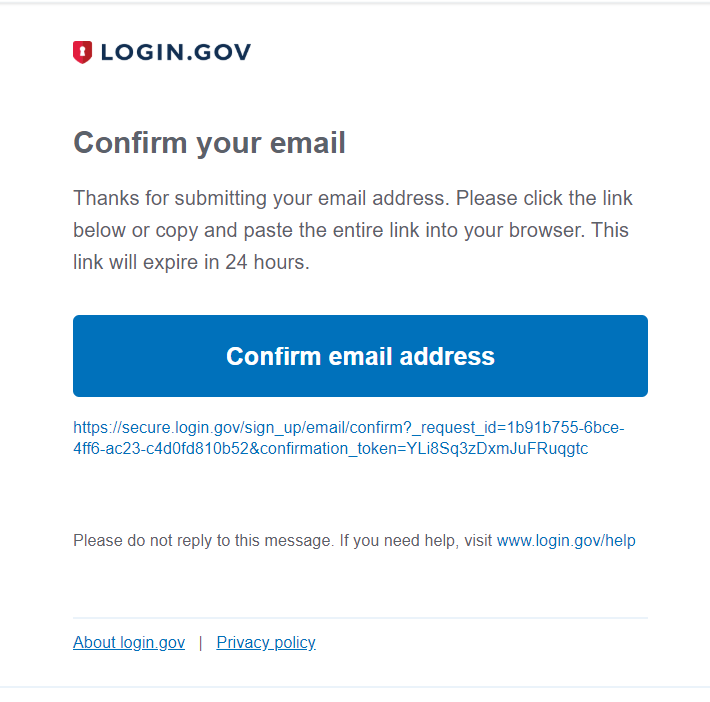 LOGIN.GOV
Confirm your email
Thanks for submitting your email address. Please click the link
below or copy and paste the entire link into your browser. This
link will expire in 24 hours.
Confirm email address
https://secure.login.gov/sign_up/email/confirm?_request_id=1b91b755-6bce-
4ff6-ac23-c4d0fd810b52&confirmation_token=YLi8Sq3zDxmJuFRuqgtc
Please do not reply to this message. If you need help, visit www.login.gov/help
About login.gov | Privacy policy